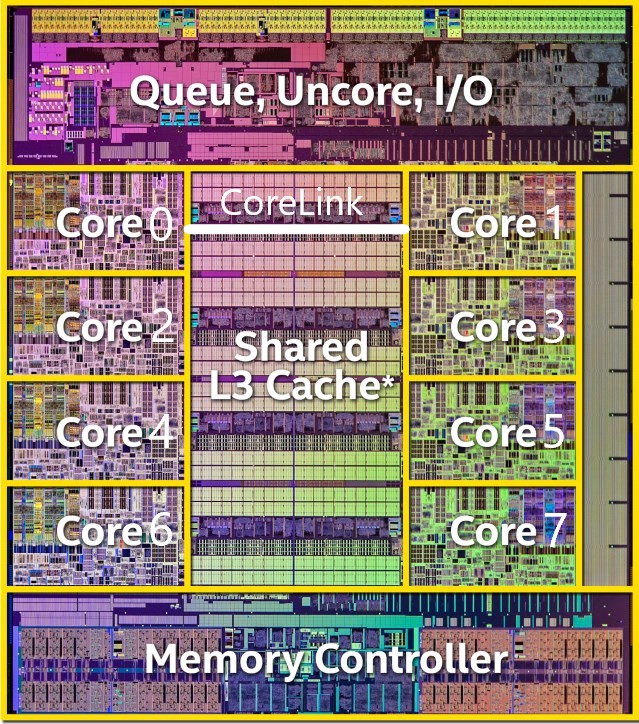 Queue, Uncore, I/O
CoreLink
Core 0
Core 1
Core 2
Core 3
Shared
L3 Cache*
Core 4
Core 5
Core 6
Core 7
Memory Controller